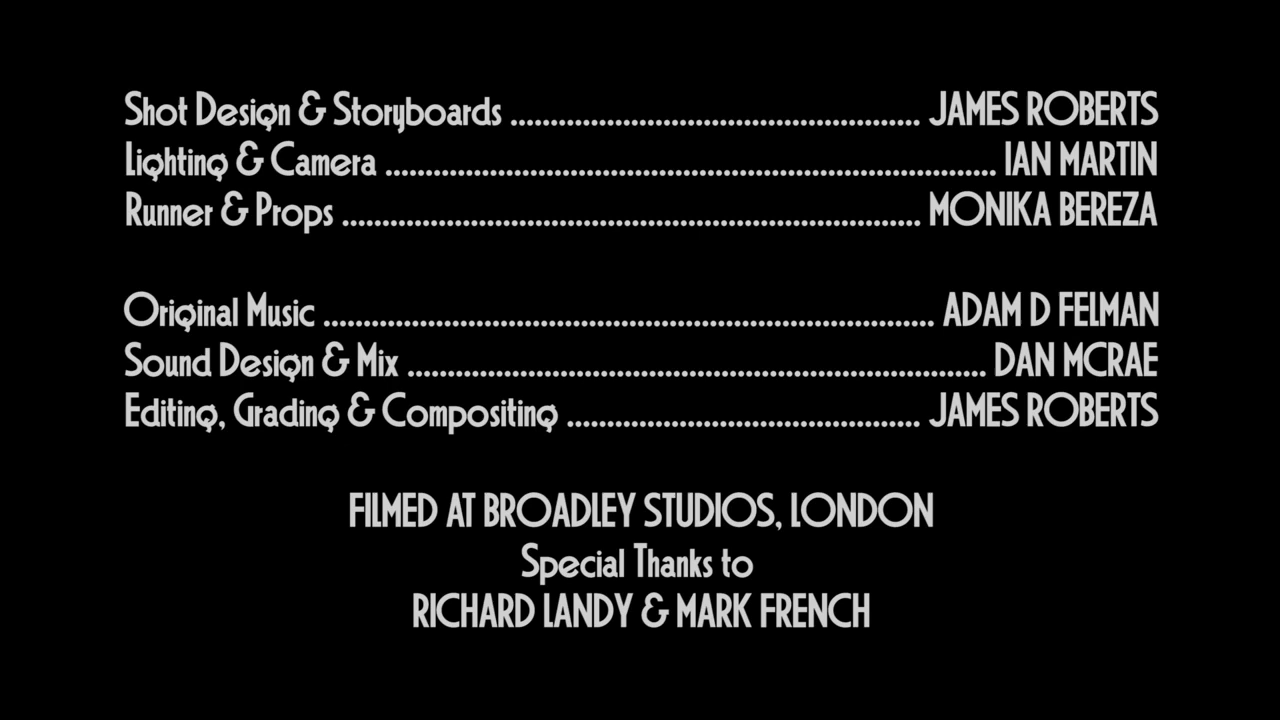 Shot Design & Storyboards ................................................... JAMES ROBERTS
Lighting & Camera ............................................................................ IAN MARTIN
Runner & Props ........................................................................ MONIKA BEREZA
Original Music ............................................................................ ADAM D FELMAN
Sound Design & Mix ........................................................................ DAN MCRAE
Editing, Grading & Compositing ............................................ JAMES ROBERTS
FILMED AT BROADLEY STUDIOS, LONDON
Special Thanks to
RICHARD LANDY & MARK FRENCH